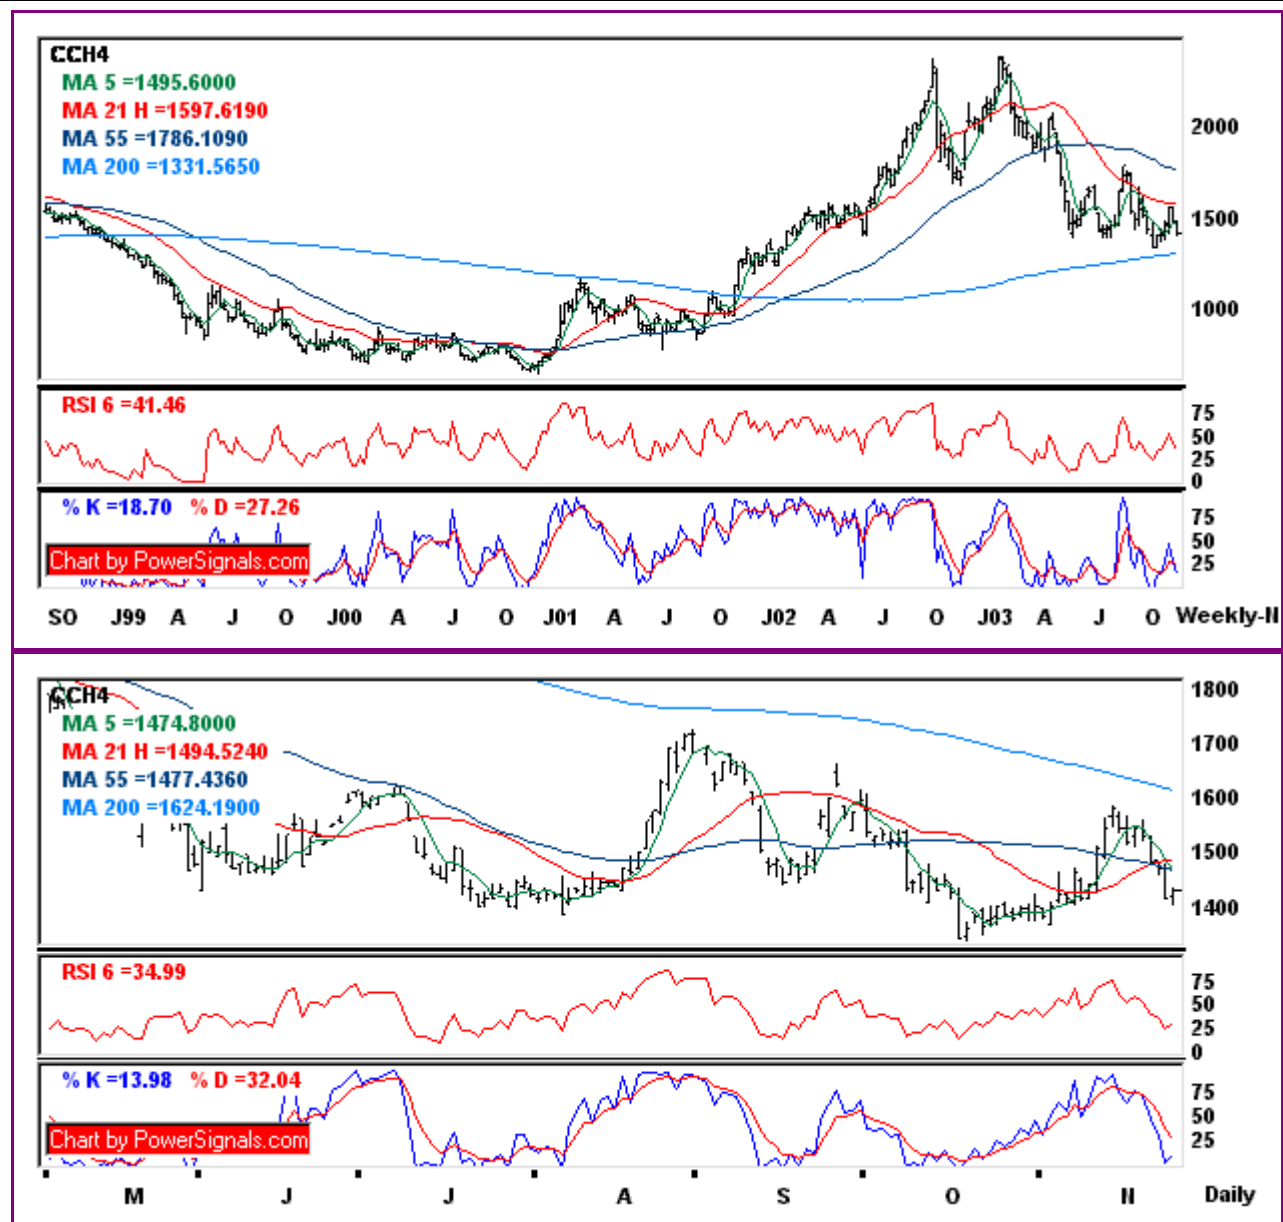 CCH4
MA 5 =1495.6000
MA 21 H =1597.6190
MA 55 =1786.1090
MA 200 =1331.5650
2000
1500
1000
RSI 6 =41.46
75
50
25
0
% K =18.70 % D =27.26
75
50
25
Chart by PowerSignals.com
SO J99 A J O J00 A J O J01 A J O J02 A J O J03 A J O Weekly-N
CCH4
MA 5 =1474.8000
MA 21 H =1494.5240
MA 55 =1477.4360
MA 200 =1624.1900
1800
1700
1600
1500
1400
RSI 6 =34.99
75
50
25
0
% K =13.98 % D =32.04
75
50
25
Chart by PowerSignals.com
M J J A S O N Daily